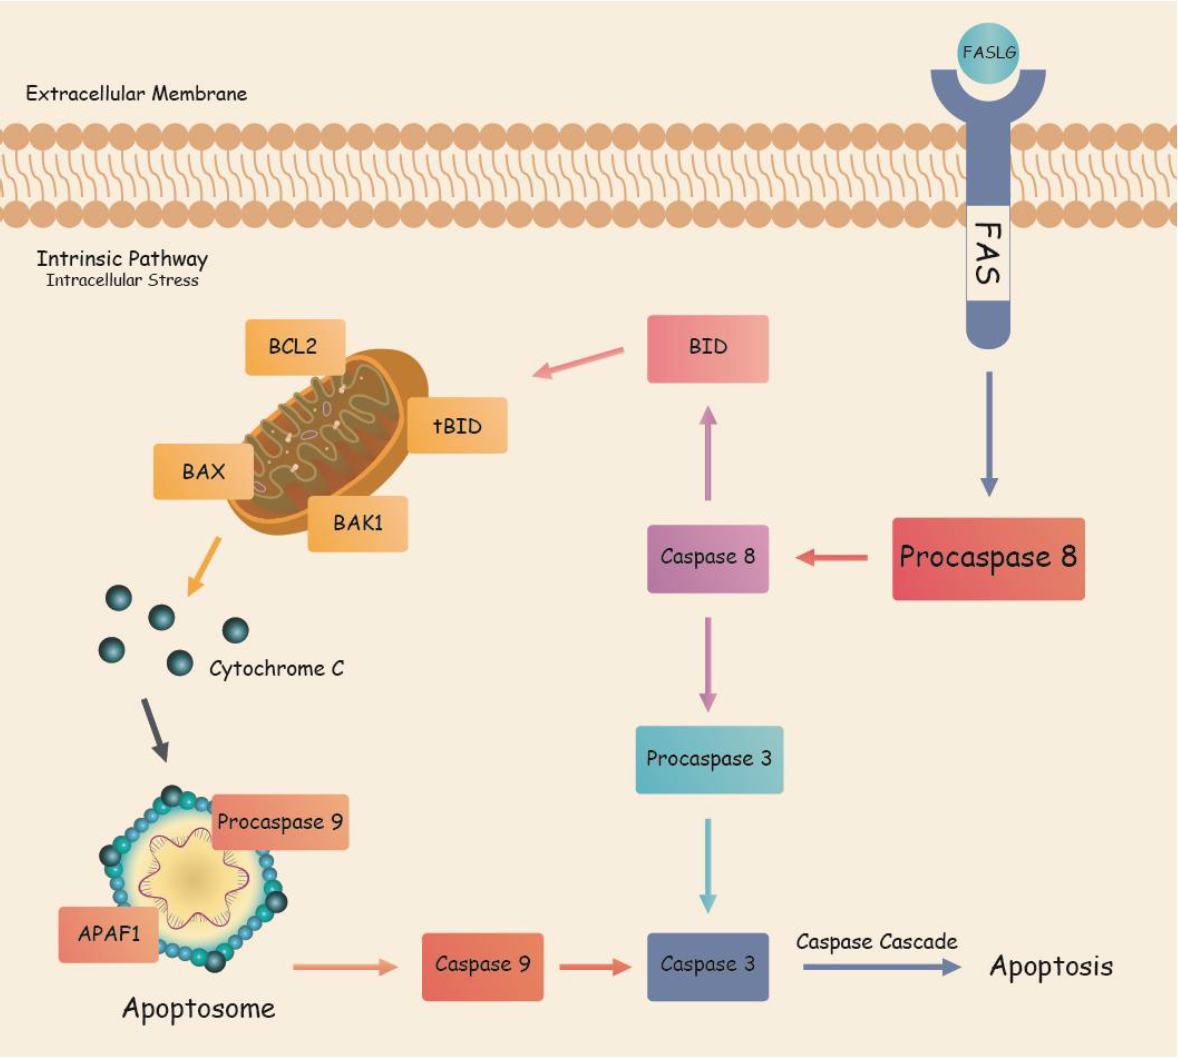 FASLG
Extracellular Membrane
FAS
Intrinsic Pathway
Intracellular Stress
BCL2
BID
tBID
BAX
BAK1
Caspase 8
Procaspase 8
Cytochrome C
Procaspase 3
Procaspase 9
APAF1
Caspase 9
Caspase 3
Caspase Cascade
Apoptosis
Apoptosome